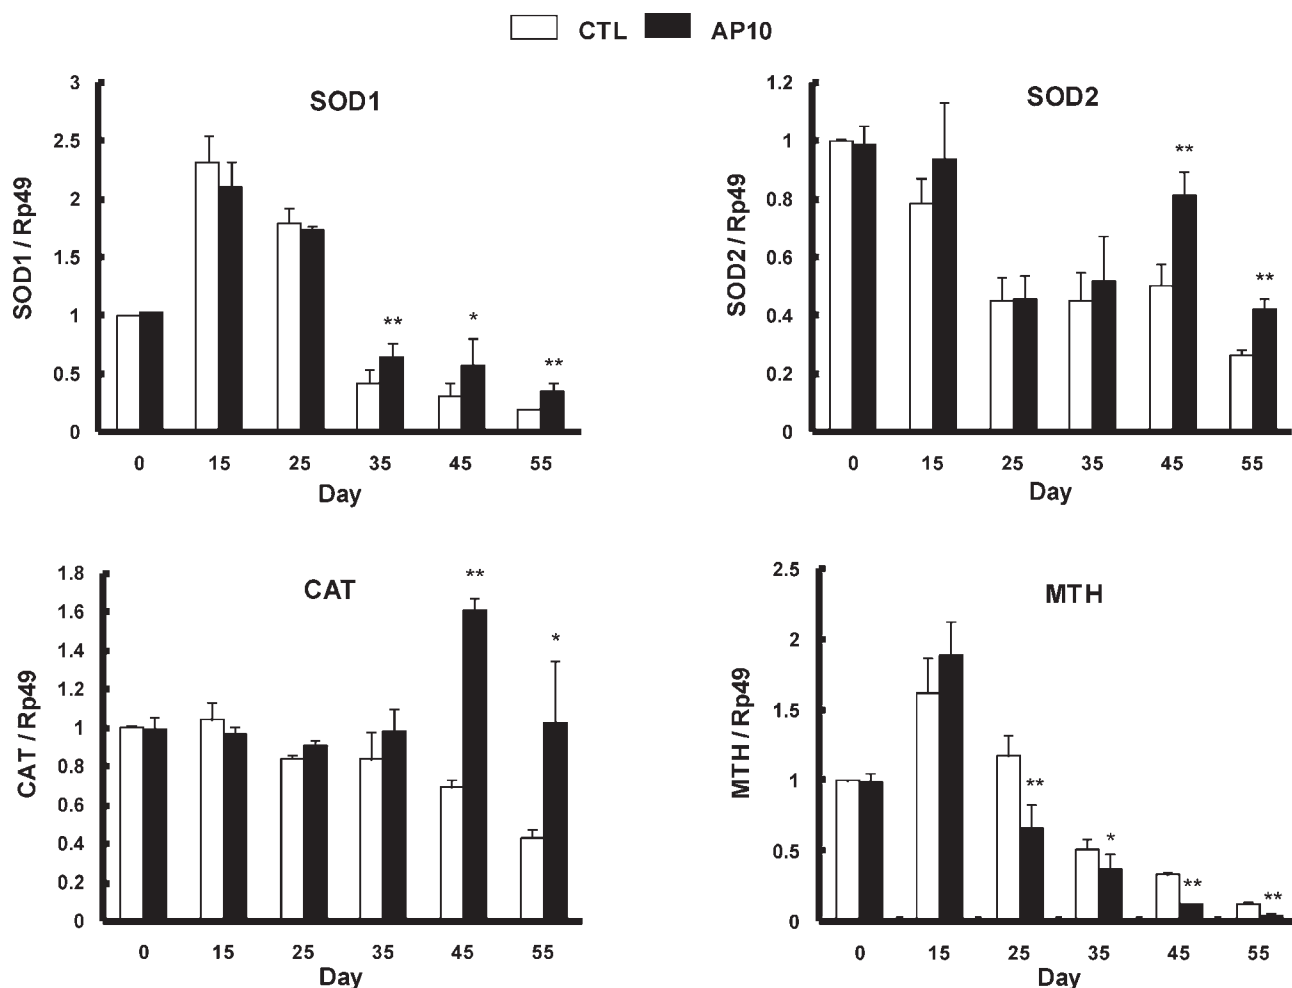 CTL AP10
SOD1
SOD1 / Rp49
3
2.5
2
1.5
1
0.5
0
** * **
0 15 25 35 45 55
Day
SOD2
SOD2 / Rp49
1.2
1
0.8
0.6
0.4
0.2
0
** **
0 15 25 35 45 55
Day
CAT
CAT / Rp49
1.8
1.6
1.4
1.2
1
0.8
0.6
0.4
0.2
0
** *
0 15 25 35 45 55
Day
MTH
MTH / Rp49
2.5
2
1.5
1
0.5
0
** * ** **
0 15 25 35 45 55
Day